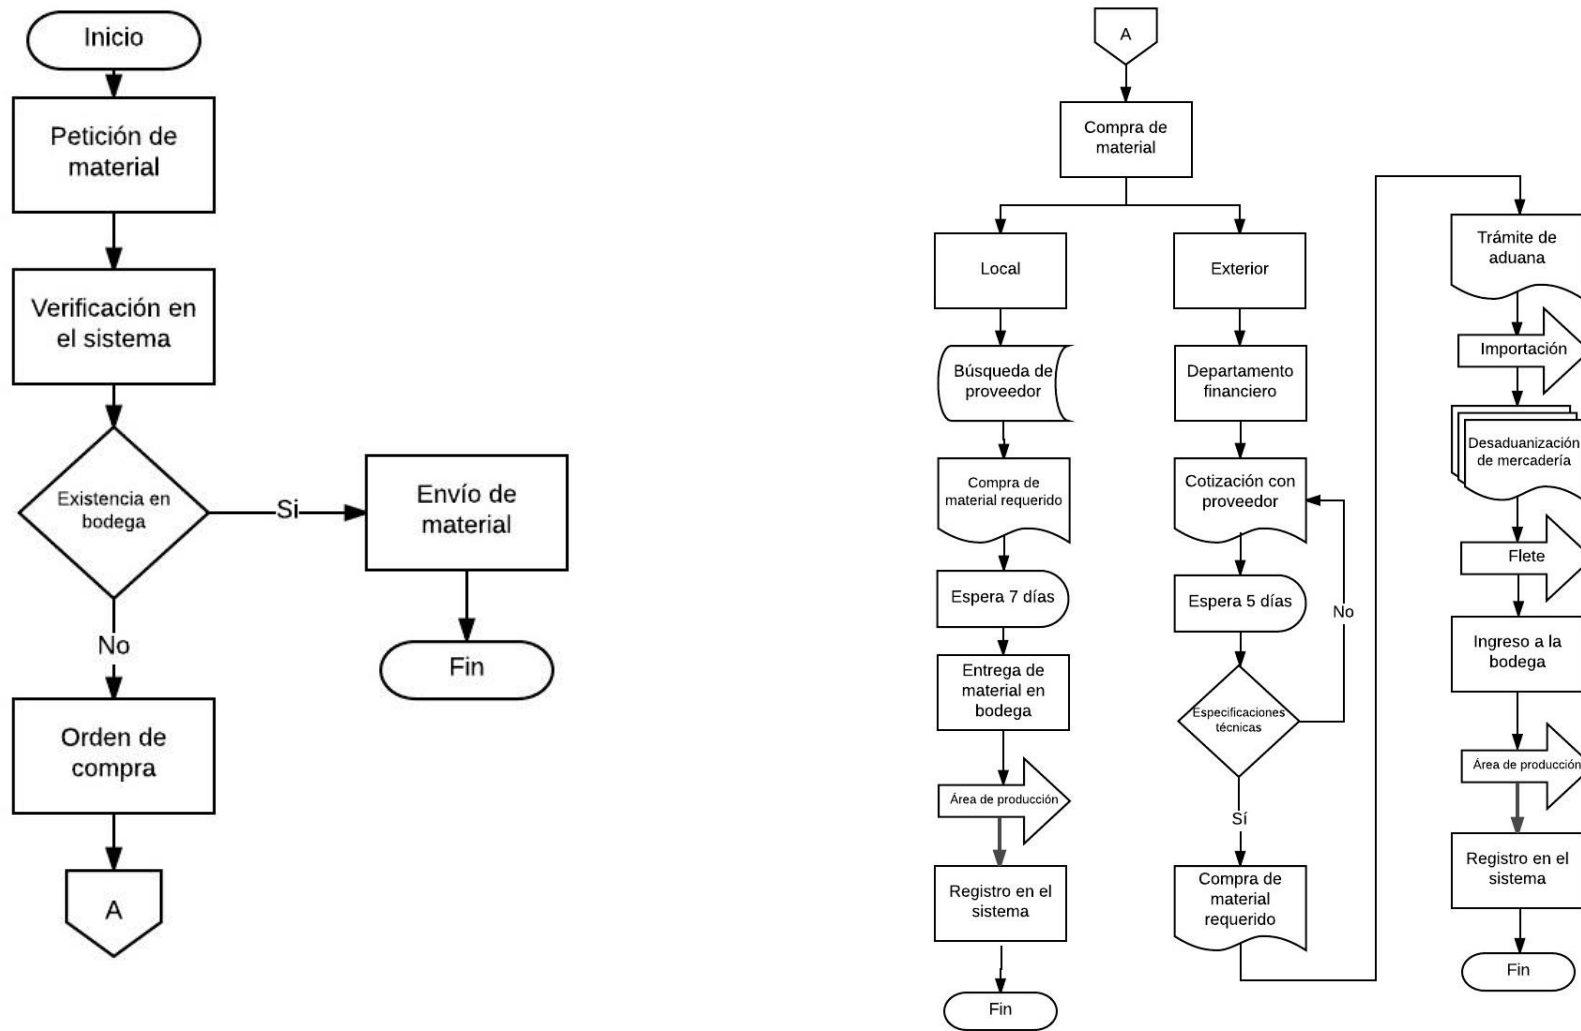 Inicio
Petición de
material
Verificación en
el sistema
Existencia en
bodega
Si
Envío de
material
Fin
No
Orden de
compra
A
A
Compra de
material
Local
Búsqueda de
proveedor
Compra de
material requerido
Espera 7 días
Entrega de
material en
bodega
Área de producción
Registro en el
sistema
Fin
Exterior
Departamento
financiero
Cotización con
proveedor
Espera 5 días
No
Especificaciones
técnicas
Sí
Compra de
material
requerido
Trámite de
aduana
Importación
Desaduanización
de mercadería
Flete
Ingreso a la
bodega
Área de producción
Registro en el
sistema
Fin